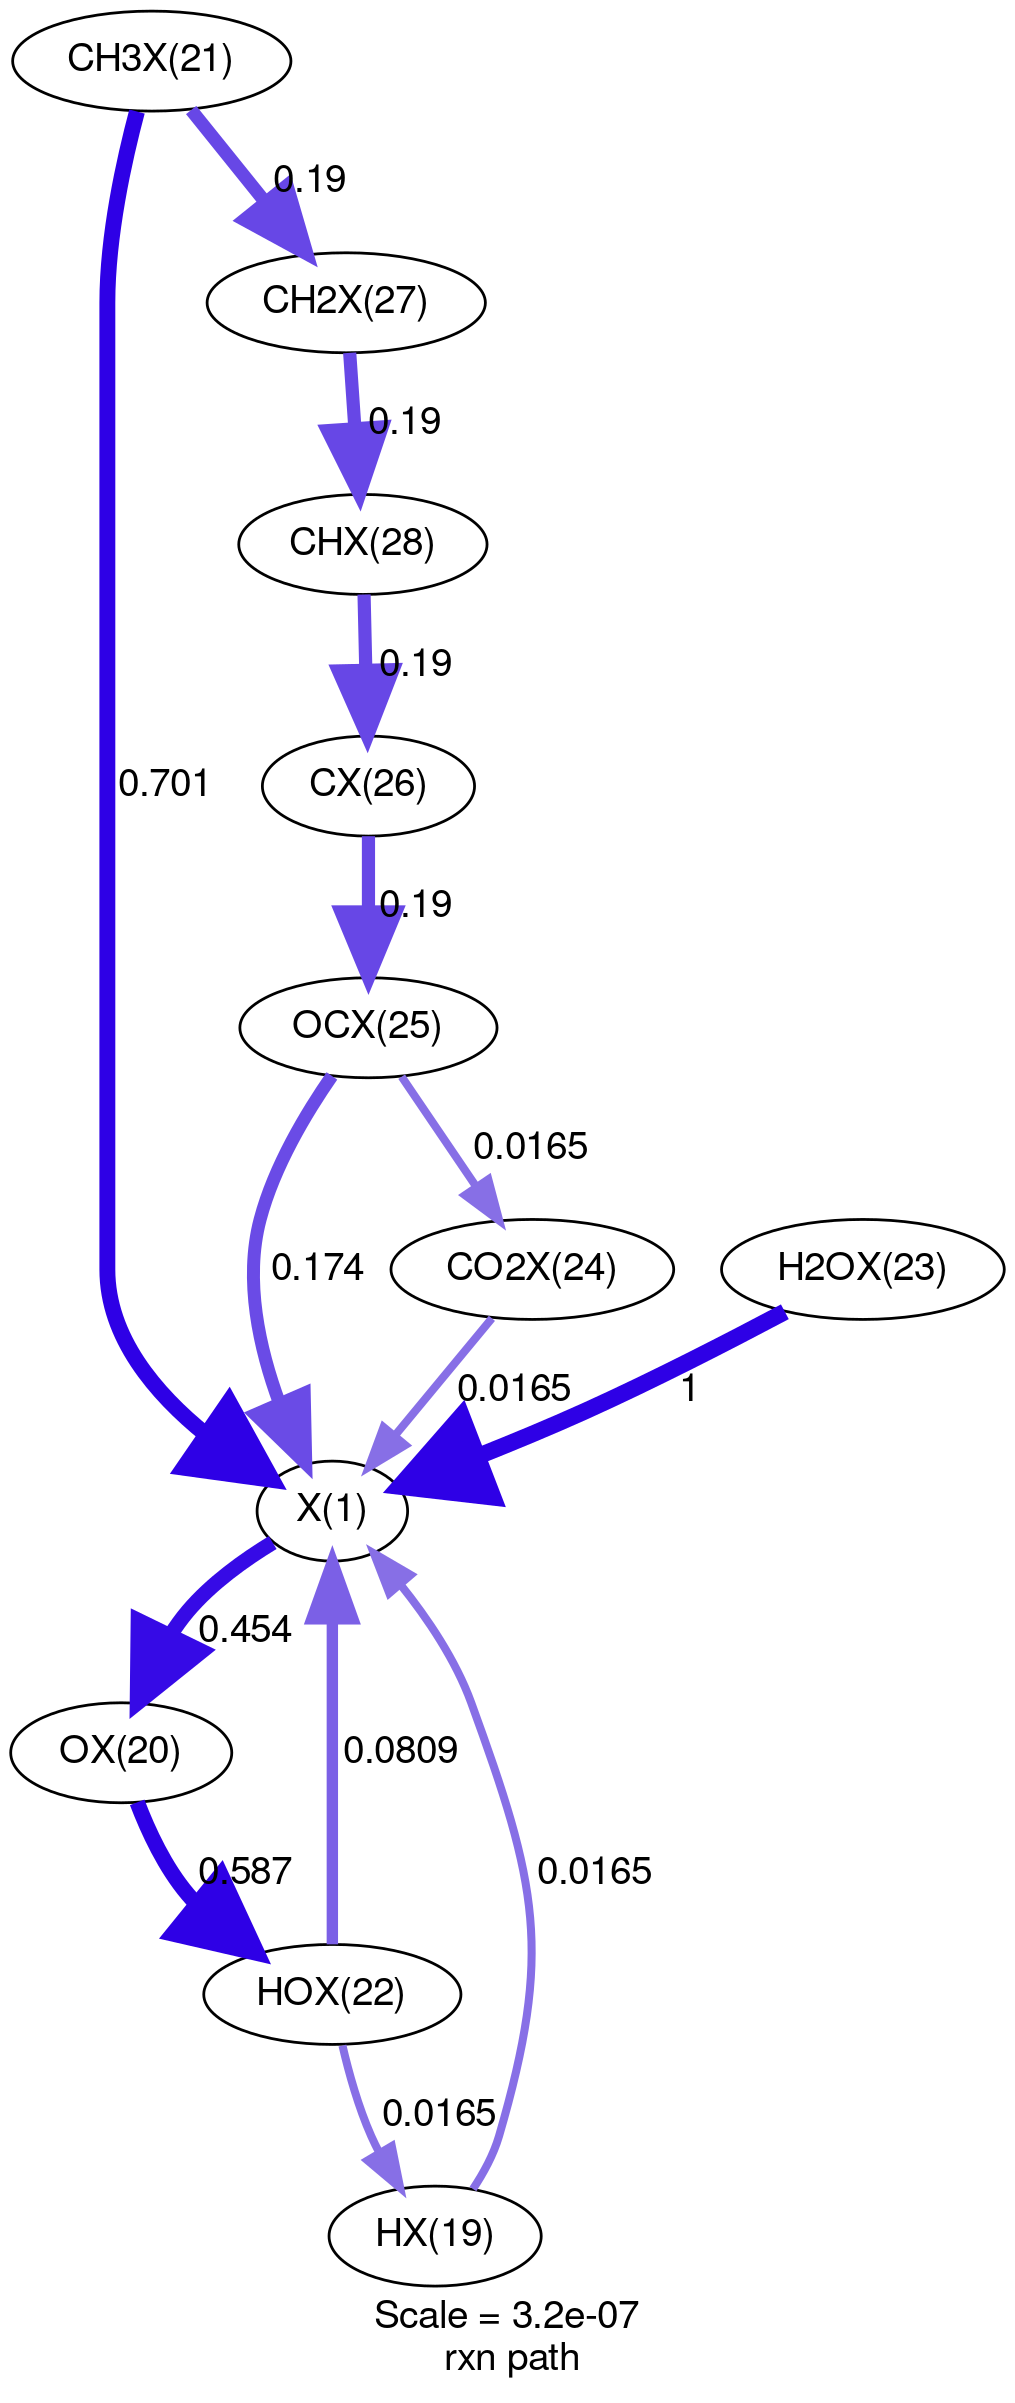 CH3X(21)
0.19
CH2X(27)
0.19
CHX(28)
0.19
0.701
CX(26)
0.19
OCX(25)
0.0165
0.174
CO2X(24)
H2OX(23)
0.0165
1
X(1)
0.454
OX(20)
0.0809
0.587
0.0165
HOX(22)
0.0165
HX(19)
Scale = 3.2e-07
rxn path